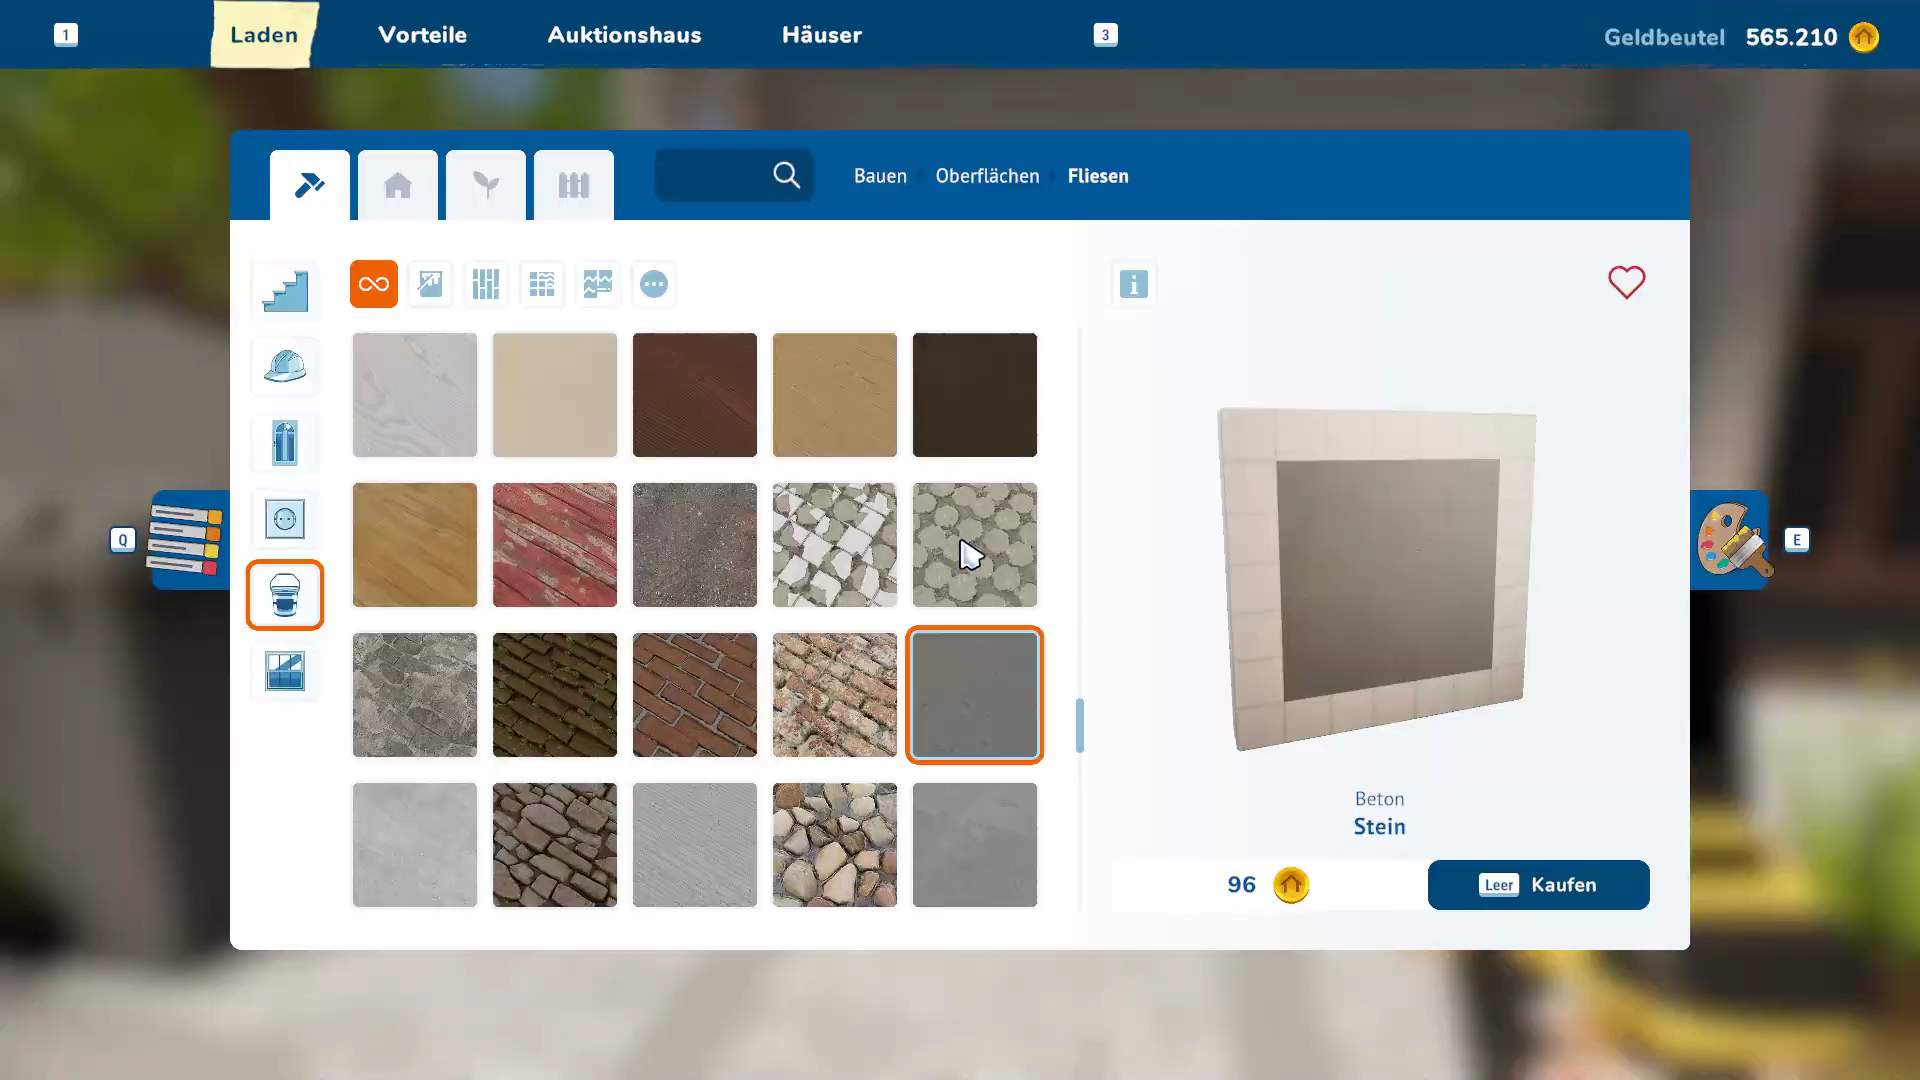 1
Laden
Vorteile
Auktionshaus
Häuser
3
Geldbeutel 565.210
Bauen
Oberflächen
Fliesen
Q
E
Beton
Stein
96
Leer Kaufen